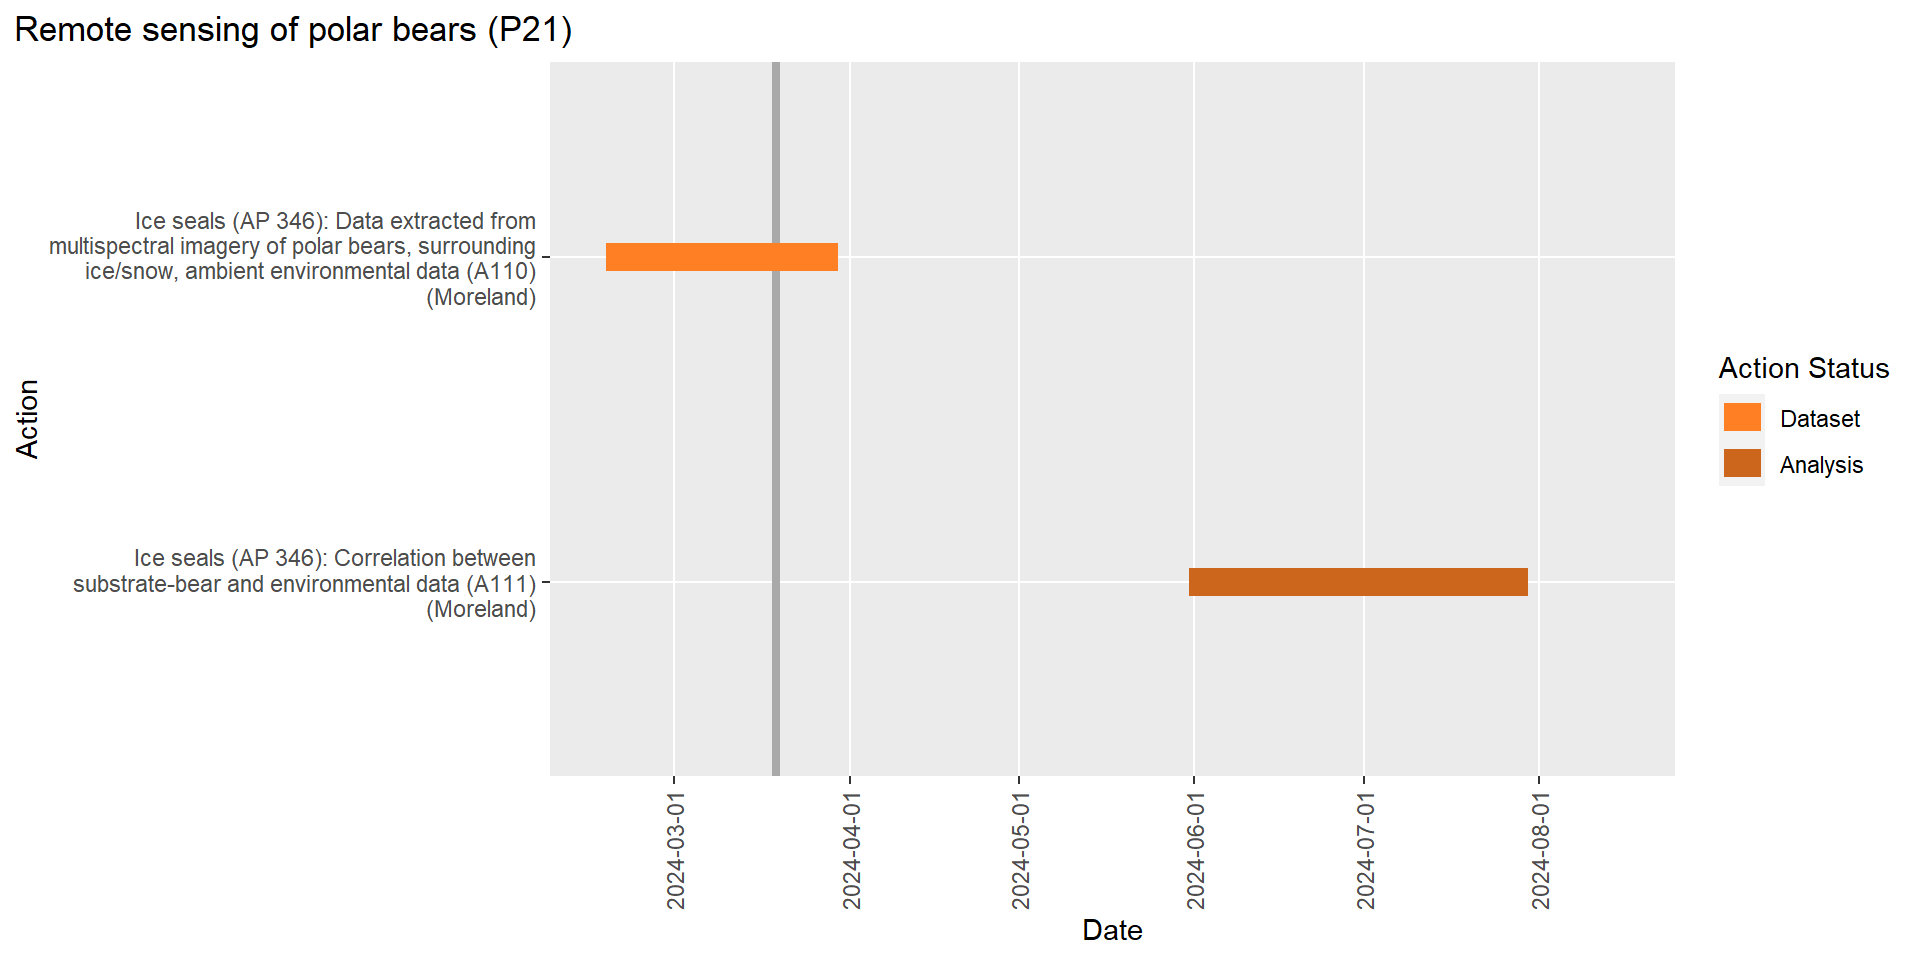 Remote sensing of polar bears (P21)
Ice seals (AP 346): Data extracted from
multispectral imagery of polar bears, surrounding
ice/snow, ambient environmental data (A110)
(Moreland)
Action
Ice seals (AP 346): Correlation between
substrate-bear and environmental data (A111)
(Moreland)
Action Status
Dataset
Analysis
2024-03-01
2024-04-01
2024-05-01
2024-06-01
2024-07-01
2024-08-01
Date